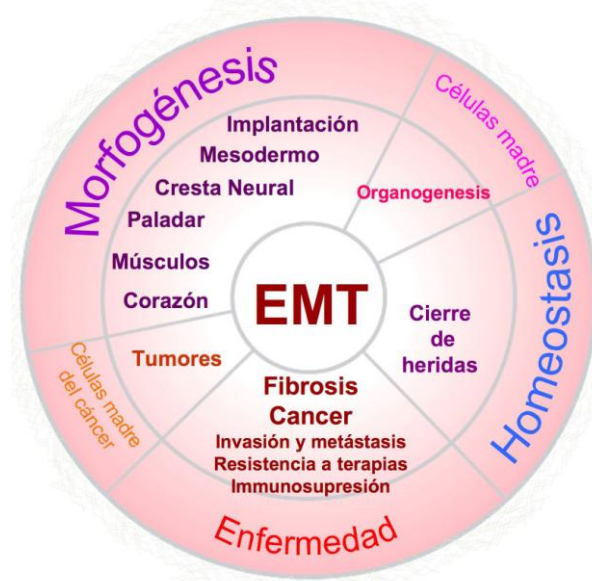 Morfogénesis
Implantación
Mesodermo
Cresta Neural
Paladar
Músculos
Corazón
Células madre
Organogenesis
Homeostasis
Cierre
de
heridas
EMT
Células madre
del cáncer
Tumores
Fibrosis
Cancer
Invasión y metástasis
Resistencia a terapias
Immunosupresión
Enfermedad